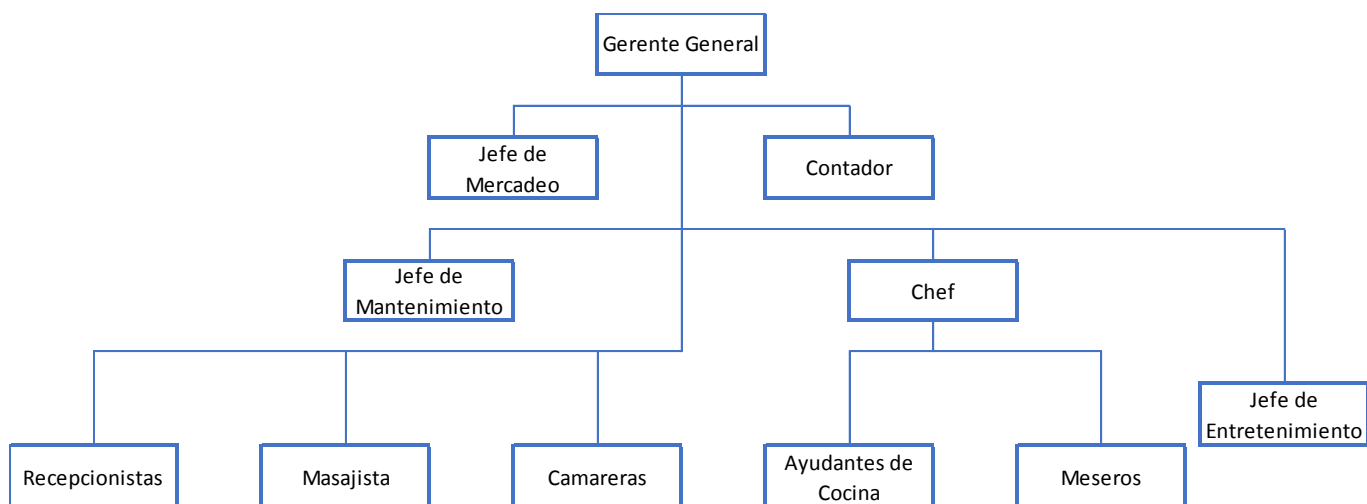 Gerente General
Jefe de
Mercadeo
Contador
Jefe de
Mantenimiento
Chef
Jefe de
Entretenimiento
Recepcionistas
Masajista
Camareras
Ayudantes de
Cocina
Meseros